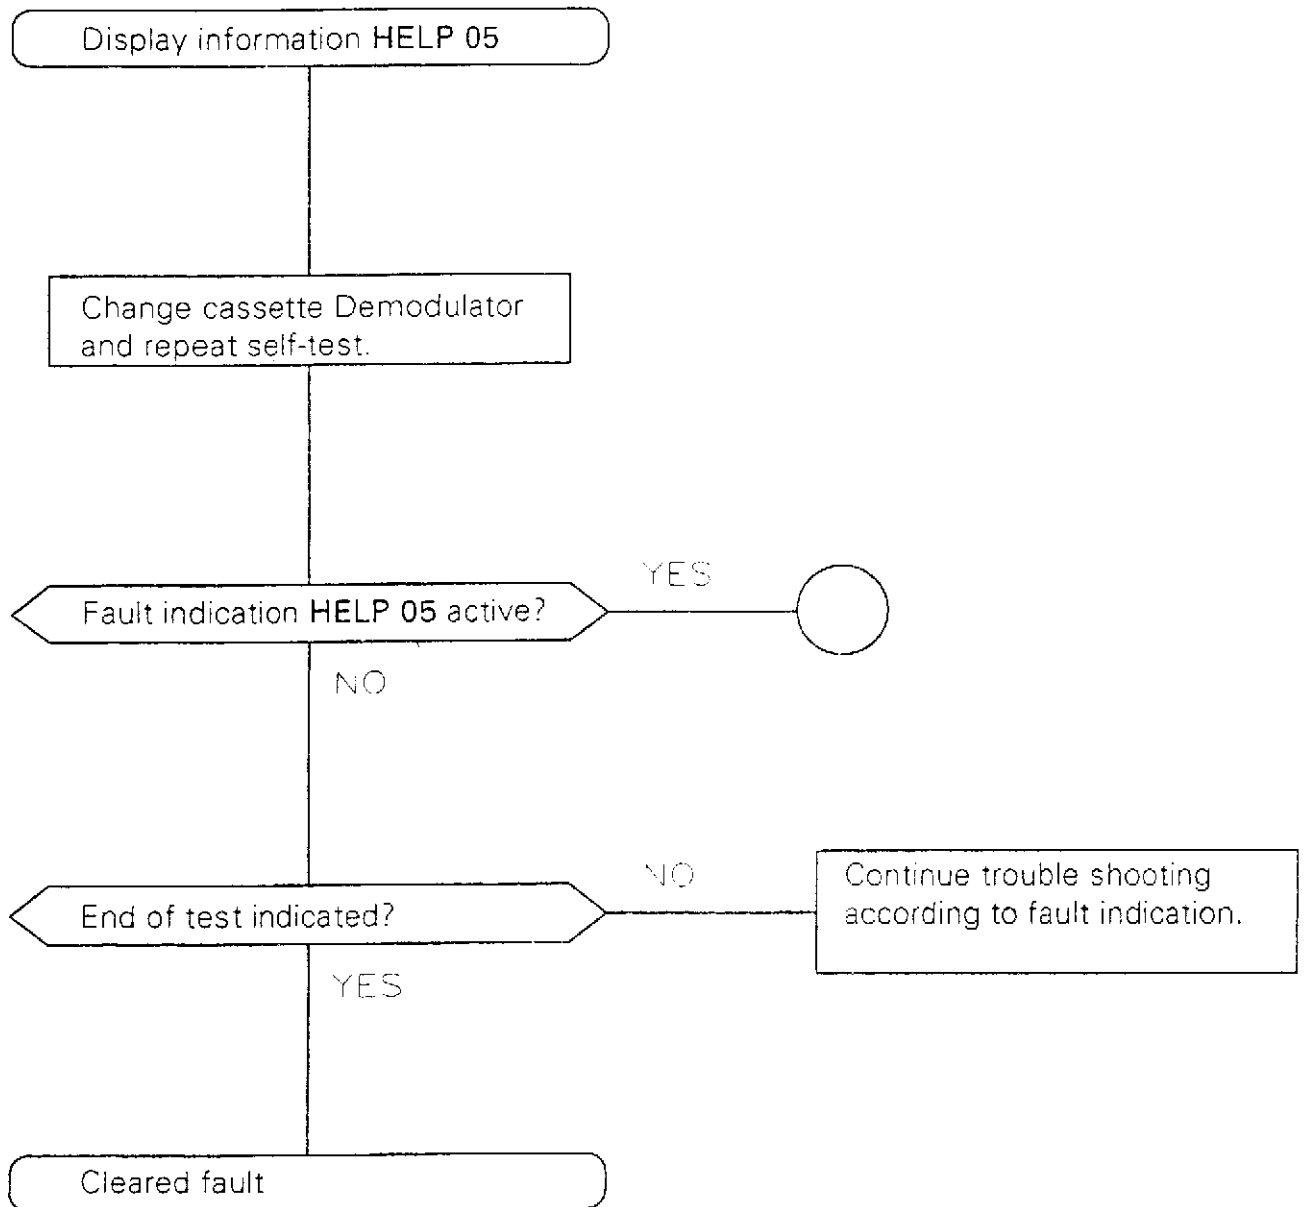 Display information HELP 05
Change cassette Demodulator
and repeat self-test.
YES
Fault indication HELP 05 active?
NO
NO
Continue trouble shooting
according to fault indication.
End of test indicated?
YES
Cleared fault